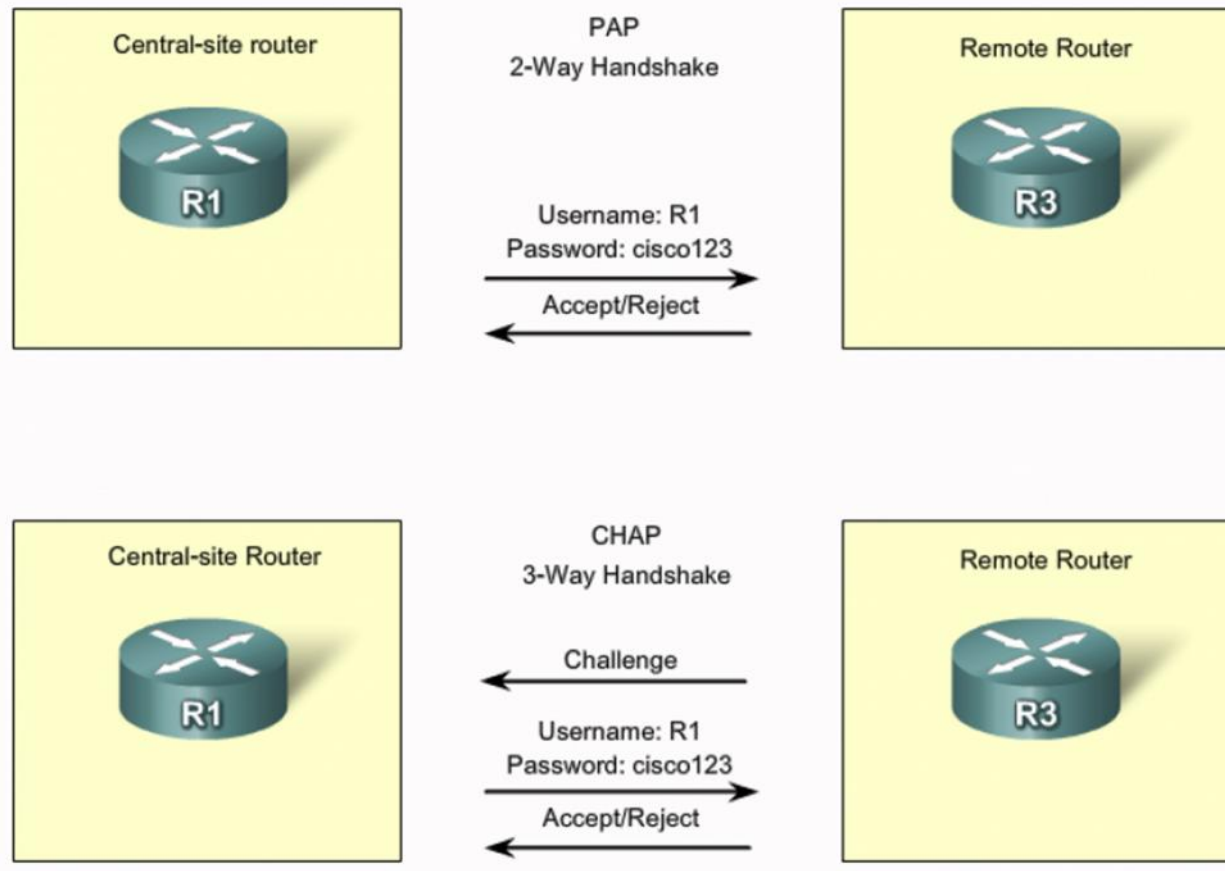 Central-site router
PAP
2-Way Handshake
Remote Router
R1
R3
Username: R1
Password: cisco123
Accept/Reject
Central-site Router
CHAP
3-Way Handshake
Remote Router
Challenge
R1
R3
Username: R1
Password: cisco123
Accept/Reject